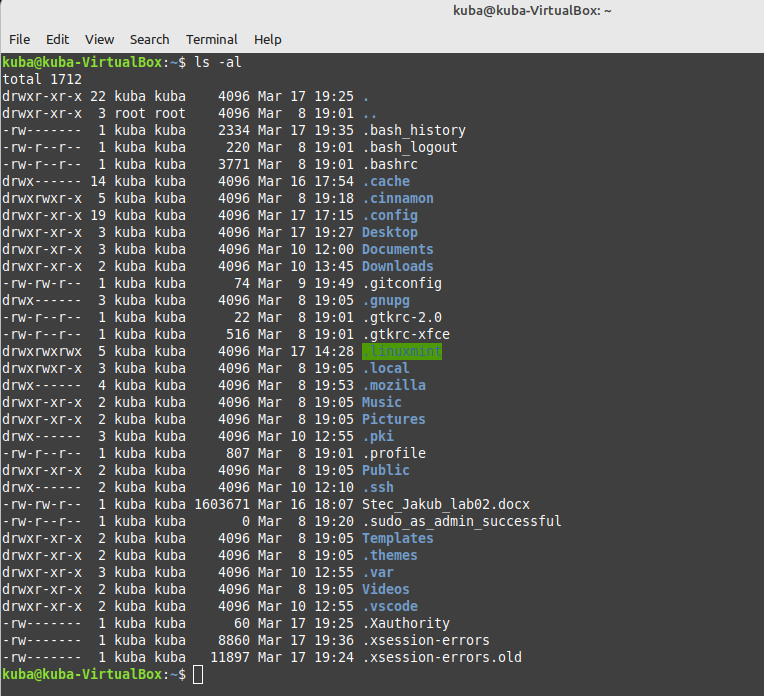 kuba@kuba-VirtualBox: ~
File Edit View Search Terminal Help
kuba@kuba-VirtualBox:~$ ls -al
total 1712
drwxr-xr-x 22 kuba kuba    4096 Mar 17 19:25 .
drwxr-xr-x  3 root root    4096 Mar  8 19:01 ..
-rw-------  1 kuba kuba    2334 Mar 17 19:35 .bash_history
-rw-r--r--  1 kuba kuba     220 Mar  8 19:01 .bash_logout
-rw-r--r--  1 kuba kuba    3771 Mar  8 19:01 .bashrc
drwx------ 14 kuba kuba    4096 Mar 16 17:54 .cache
drwxrwxr-x  5 kuba kuba    4096 Mar  8 19:18 .cinnamon
drwxr-xr-x 19 kuba kuba    4096 Mar 17 17:15 .config
drwxr-xr-x  3 kuba kuba    4096 Mar 17 19:27 Desktop
drwxr-xr-x  3 kuba kuba    4096 Mar 10 12:00 Documents
drwxr-xr-x  2 kuba kuba    4096 Mar 10 13:45 Downloads
-rw-rw-r--  1 kuba kuba      74 Mar  9 19:49 .gitconfig
drwx------  3 kuba kuba    4096 Mar  8 19:05 .gnupg
-rw-r--r--  1 kuba kuba      22 Mar  8 19:01 .gtkrc-2.0
-rw-r--r--  1 kuba kuba     516 Mar  8 19:01 .gtkrc-xfce
drwxrwxrwx  5 kuba kuba    4096 Mar 17 14:28 .linuxmint
drwxrwxr-x  3 kuba kuba    4096 Mar  8 19:05 .local
drwx------  4 kuba kuba    4096 Mar  8 19:53 .mozilla
drwxr-xr-x  2 kuba kuba    4096 Mar  8 19:05 Music
drwxr-xr-x  2 kuba kuba    4096 Mar  8 19:05 Pictures
drwx------  3 kuba kuba    4096 Mar 10 12:55 .pki
-rw-r--r--  1 kuba kuba     807 Mar  8 19:01 .profile
drwxr-xr-x  2 kuba kuba    4096 Mar  8 19:05 Public
drwx------  2 kuba kuba    4096 Mar 10 12:10 .ssh
-rw-rw-r--  1 kuba kuba 1603671 Mar 16 18:07 Stec_Jakub_lab02.docx
-rw-r--r--  1 kuba kuba       0 Mar  8 19:20 .sudo_as_admin_successful
drwxr-xr-x  2 kuba kuba    4096 Mar  8 19:05 Templates
drwxr-xr-x  2 kuba kuba    4096 Mar  8 19:05 .themes
drwxr-xr-x  3 kuba kuba    4096 Mar 10 12:55 .var
drwxr-xr-x  2 kuba kuba    4096 Mar  8 19:05 Videos
drwxr-xr-x  2 kuba kuba    4096 Mar 10 12:55 .vscode
-rw-------  1 kuba kuba      60 Mar 17 19:25 .Xauthority
-rw-------  1 kuba kuba    8860 Mar 17 19:36 .xsession-errors
-rw-------  1 kuba kuba   11897 Mar 17 19:24 .xsession-errors.old
kuba@kuba-VirtualBox:~$